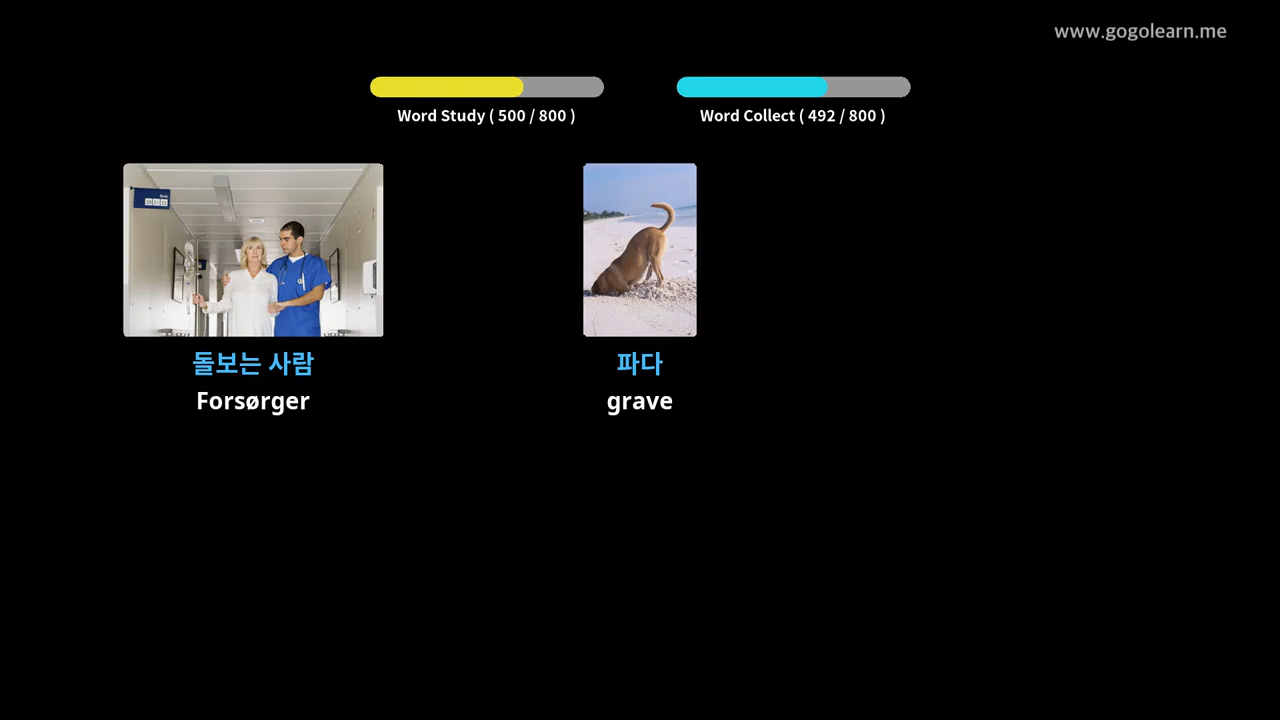 www.gogolearn.me
Word Study ( 500 / 800 )
Word Collect ( 492 / 800 )
돌보는 사람
Forsørger
파다
grave